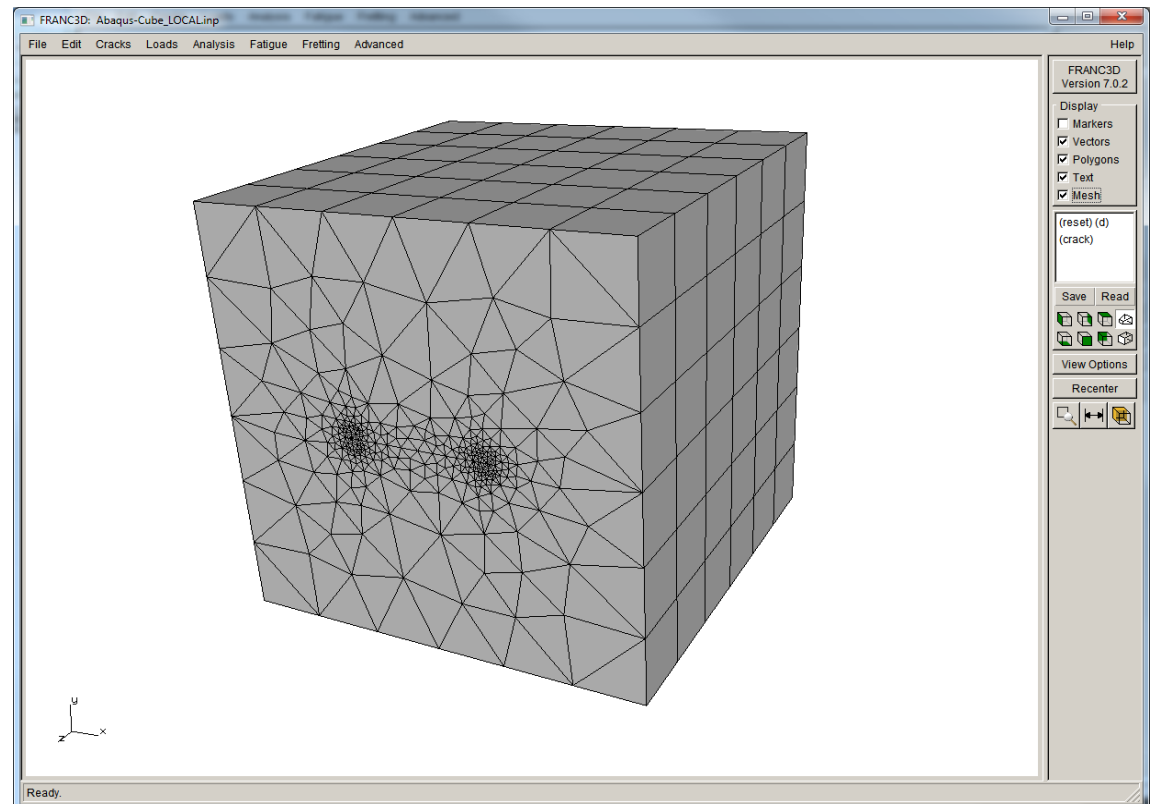 FRANC3D: Abaqus-Cube_LOCAL.inp
File Edit Cracks Loads Analysis Fatigue Fretting Advanced Help
FRANC3D
Version 7.0.2
Display
Markers
Vectors
Polygons
Text
Mesh
(reset) (d)
(crack)
Save Read
View Options
Recenter
y
x
z
Ready.